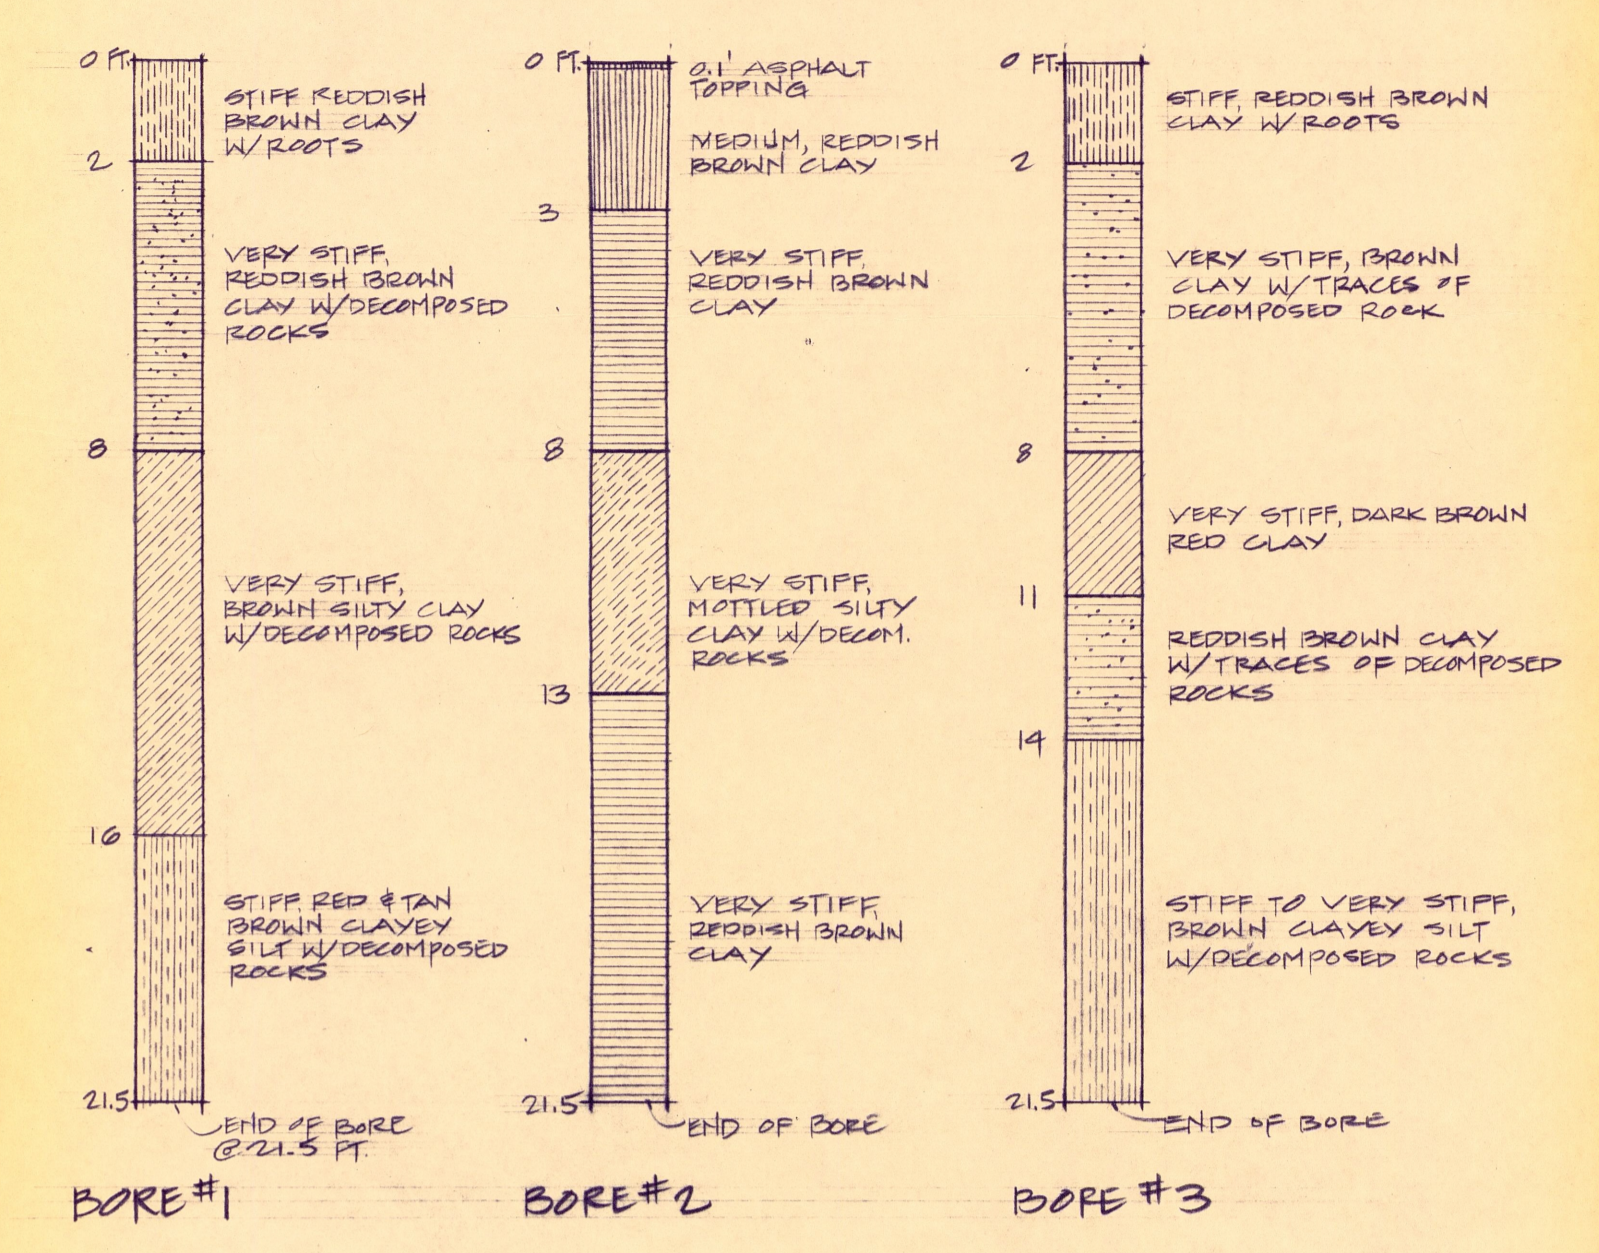 0 FT.
STIFF REDDISH
BROWN CLAY
W/ROOTS
2
VERY STIFF,
REDDISH BROWN
CLAY W/DECOMPOSED
ROCKS
8
VERY STIFF,
BROWN SILTY CLAY
W/DECOMPOSED ROCKS
16
STIFF, RED & TAN
BROWN CLAYEY
SILT W/DECOMPOSED
ROCKS
21.5
END OF BORE
@ 21.5 FT.
BORE #1
0 FT.
0.1' ASPHALT
TOPPING
MEDIUM, REDDISH
BROWN CLAY
3
VERY STIFF,
REDDISH BROWN
CLAY
8
VERY STIFF,
MOTTLED SILTY
CLAY W/DECOM.
ROCKS
13
VERY STIFF,
REDDISH BROWN
CLAY
21.5
END OF BORE
BORE #2
0 FT.
STIFF, REDDISH BROWN
CLAY W/ROOTS
2
VERY STIFF, BROWN
CLAY W/TRACES OF
DECOMPOSED ROCK
8
VERY STIFF, DARK BROWN
RED CLAY
11
REDDISH BROWN CLAY
W/TRACES OF DECOMPOSED
ROCKS
14
STIFF TO VERY STIFF,
BROWN CLAYEY SILT
W/DECOMPOSED ROCKS
21.5
END OF BORE
BORE #3